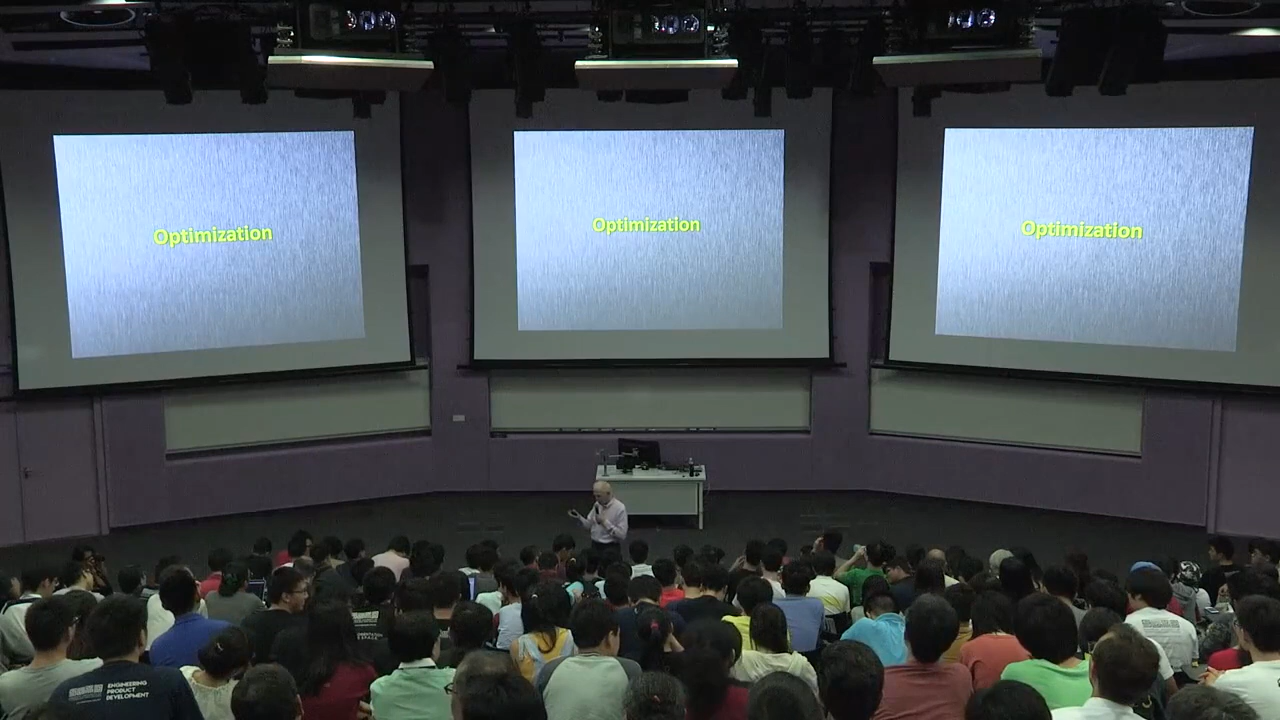 Optimization
Optimization
Optimization
ENGINEERING
PRODUCT
DEVELOPMENT